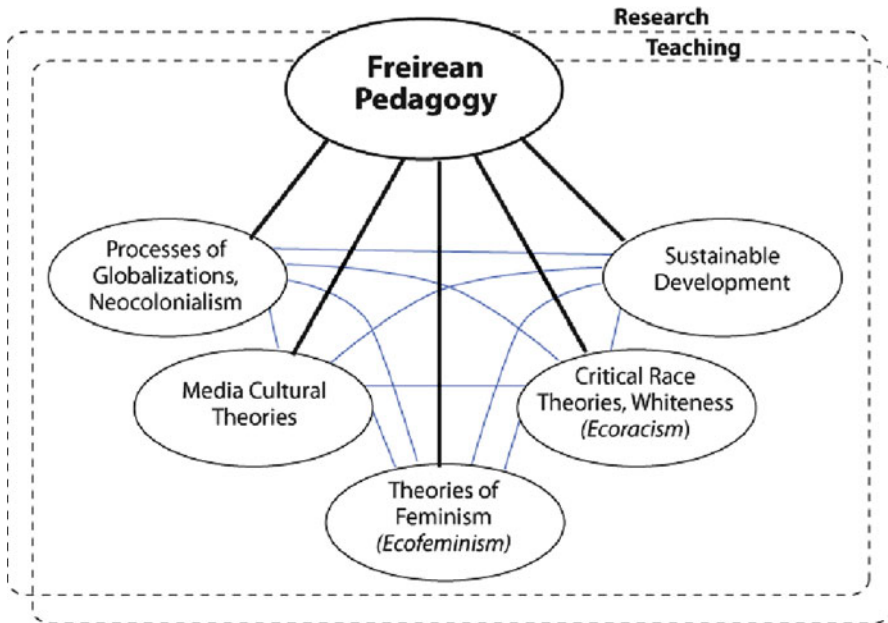 Research
Teaching
Freirean
Pedagogy
Processes of
Globalizations,
Neocolonialism
Sustainable
Development
Media Cultural
Theories
Critical Race
Theories, Whiteness
(Ecoracism)
Theories of
Feminism
(Ecofeminism)